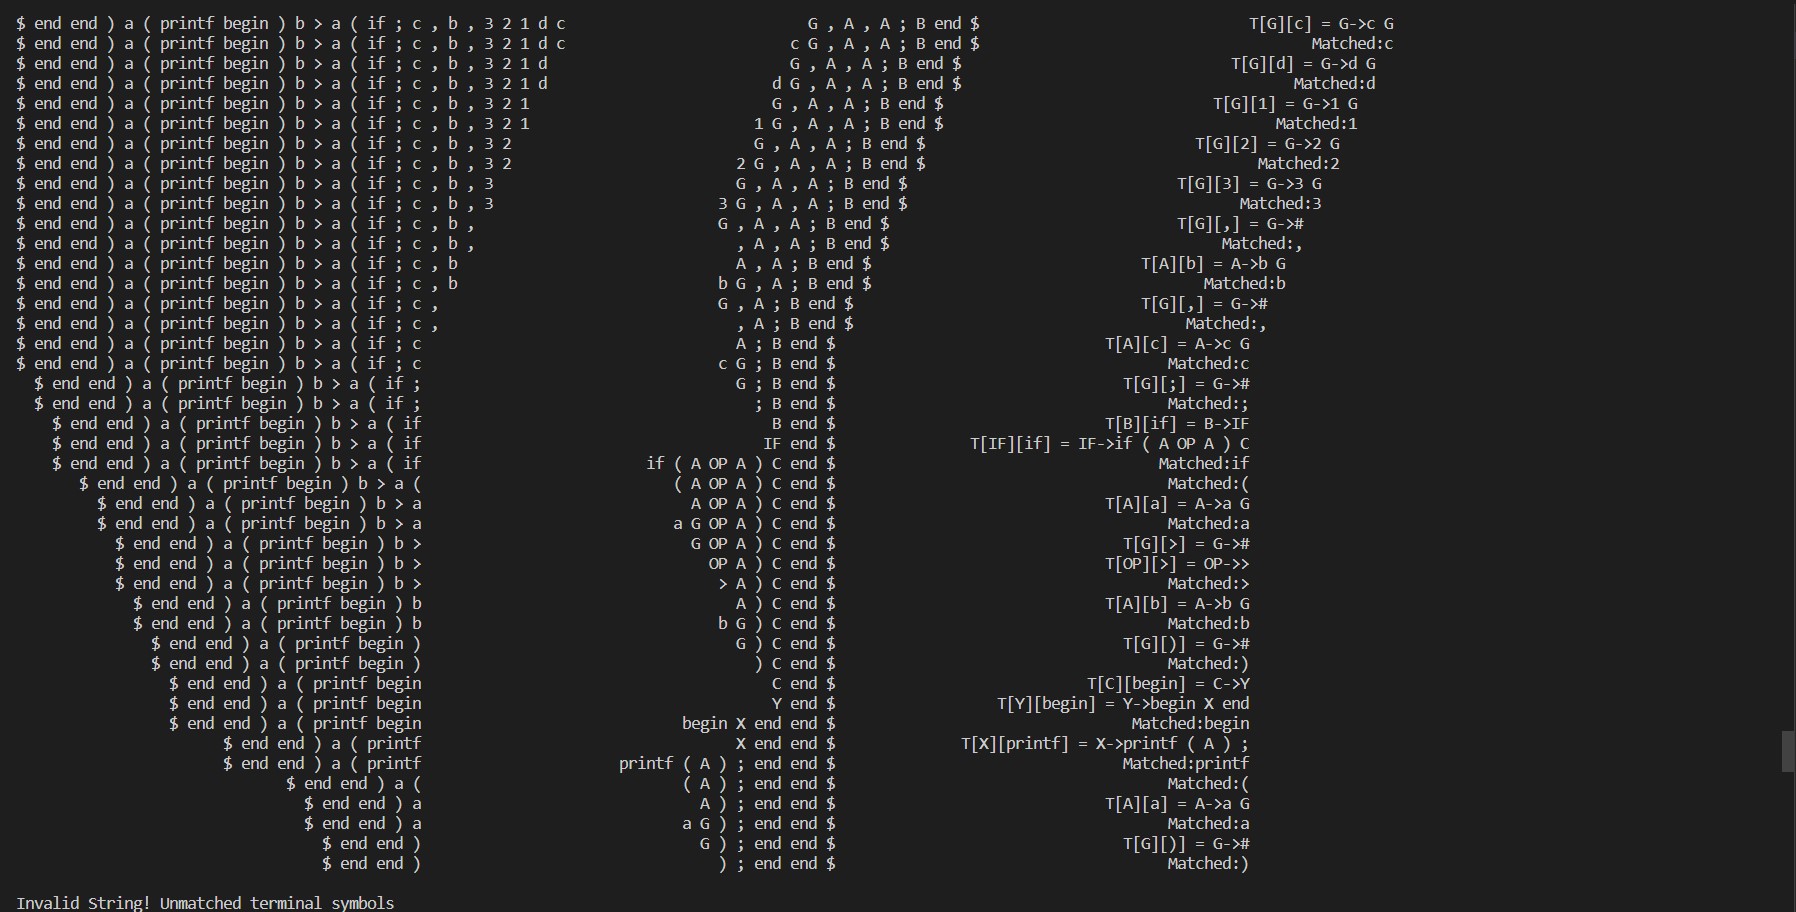 $ end end ) a ( printf begin ) b > a ( if ; c , b , 3 2 1 d c G , A , A ; B end $ T[G][c] = G->c G
$ end end ) a ( printf begin ) b > a ( if ; c , b , 3 2 1 d c c G , A , A ; B end $ Matched:c
$ end end ) a ( printf begin ) b > a ( if ; c , b , 3 2 1 d G , A , A ; B end $ T[G][d] = G->d G
$ end end ) a ( printf begin ) b > a ( if ; c , b , 3 2 1 d d G , A , A ; B end $ Matched:d
$ end end ) a ( printf begin ) b > a ( if ; c , b , 3 2 1 G , A , A ; B end $ T[G][1] = G->1 G
$ end end ) a ( printf begin ) b > a ( if ; c , b , 3 2 1 1 G , A , A ; B end $ Matched:1
$ end end ) a ( printf begin ) b > a ( if ; c , b , 3 2 G , A , A ; B end $ T[G][2] = G->2 G
$ end end ) a ( printf begin ) b > a ( if ; c , b , 3 2 2 G , A , A ; B end $ Matched:2
$ end end ) a ( printf begin ) b > a ( if ; c , b , 3 G , A , A ; B end $ T[G][3] = G->3 G
$ end end ) a ( printf begin ) b > a ( if ; c , b , 3 3 G , A , A ; B end $ Matched:3
$ end end ) a ( printf begin ) b > a ( if ; c , b , G , A , A ; B end $ T[G][,] = G->#
$ end end ) a ( printf begin ) b > a ( if ; c , b , , A , A ; B end $ Matched:,
$ end end ) a ( printf begin ) b > a ( if ; c , b A , A ; B end $ T[A][b] = A->b G
$ end end ) a ( printf begin ) b > a ( if ; c , b b G , A ; B end $ Matched:b
$ end end ) a ( printf begin ) b > a ( if ; c , G , A ; B end $ T[G][,] = G->#
$ end end ) a ( printf begin ) b > a ( if ; c , , A ; B end $ Matched:,
$ end end ) a ( printf begin ) b > a ( if ; c A ; B end $ T[A][c] = A->c G
$ end end ) a ( printf begin ) b > a ( if ; c c G ; B end $ Matched:c
$ end end ) a ( printf begin ) b > a ( if ; G ; B end $ T[G][;] = G->#
$ end end ) a ( printf begin ) b > a ( if ; ; B end $ Matched:;
$ end end ) a ( printf begin ) b > a ( if B end $ T[B][if] = B->IF
$ end end ) a ( printf begin ) b > a ( if IF end $ T[IF][if] = IF->if ( A OP A ) C
$ end end ) a ( printf begin ) b > a ( if if ( A OP A ) C end $ Matched:if
$ end end ) a ( printf begin ) b > a ( ( A OP A ) C end $ Matched:(
$ end end ) a ( printf begin ) b > a A OP A ) C end $ T[A][a] = A->a G
$ end end ) a ( printf begin ) b > a a G OP A ) C end $ Matched:a
$ end end ) a ( printf begin ) b > G OP A ) C end $ T[G][>] = G->#
$ end end ) a ( printf begin ) b > OP A ) C end $ T[OP][>] = OP->>
$ end end ) a ( printf begin ) b > > A ) C end $ Matched:>
$ end end ) a ( printf begin ) b A ) C end $ T[A][b] = A->b G
$ end end ) a ( printf begin ) b b G ) C end $ Matched:b
$ end end ) a ( printf begin ) G ) C end $ T[G][)] = G->#
$ end end ) a ( printf begin ) ) C end $ Matched:)
$ end end ) a ( printf begin C end $ T[C][begin] = C->Y
$ end end ) a ( printf begin Y end $ T[Y][begin] = Y->begin X end
$ end end ) a ( printf begin begin X end end $ Matched:begin
$ end end ) a ( printf X end end $ T[X][printf] = X->printf ( A ) ;
$ end end ) a ( printf printf ( A ) ; end end $ Matched:printf
$ end end ) a ( ( A ) ; end end $ Matched:(
$ end end ) a A ) ; end end $ T[A][a] = A->a G
$ end end ) a a G ) ; end end $ Matched:a
$ end end ) G ) ; end end $ T[G][)] = G->#
$ end end ) ) ; end end $ Matched:)
Invalid String! Unmatched terminal symbols